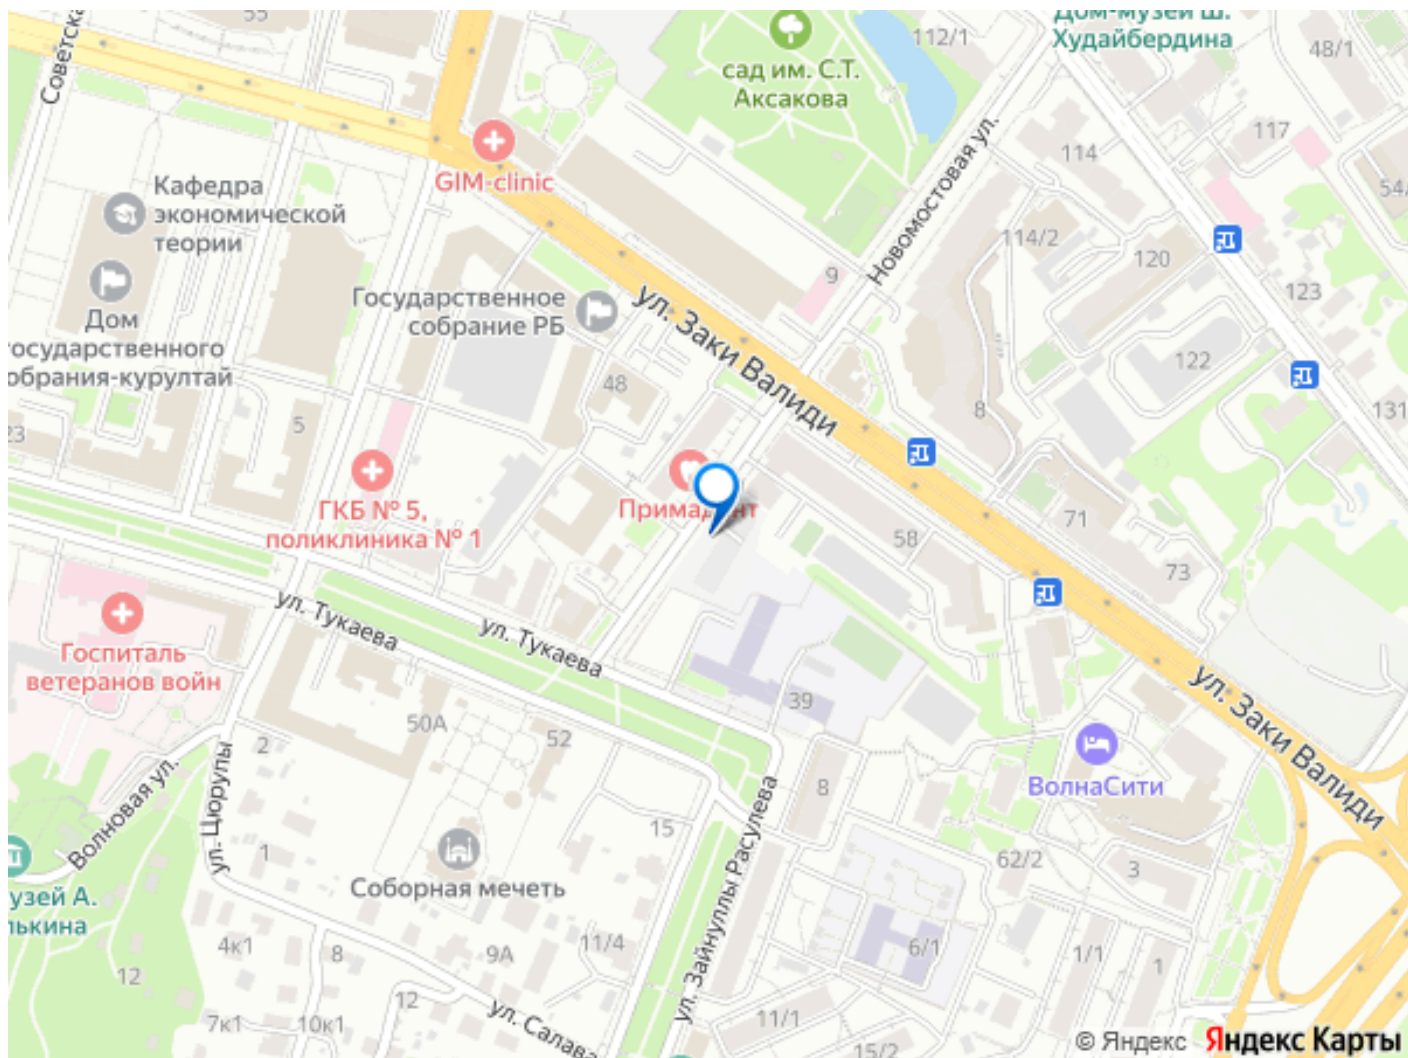 55
Советска
112/1
Дом-музей Ш.
Худайбердина
48/1
сад им. С.Т.
Аксакова
117
114
GIM-clinic
Кафедра
экономической
теории
Новомостовая ул.
54/
114/2
120
9
123
Государственное
собрание РБ
Дом
государственного
обрания-курултай
ул. Заки Валиди
122
48
8
131
23
5
Примадент
ГКБ № 5,
поликлиника № 1
71
58
73
ул. Тукаева
ул. Тукаева
Госпиталь
ветеранов войн
39
50А
52
2
ул. Заки Валиди
ВолнаСити
Волновая ул.
ул. Цюрупы
8
15
ул. Зайнуллы Расулева
1
62/2
3
Соборная мечеть
узей А.
лькина
4к1
8
9А
11/4
6/1
1/1
1
12
12
7к1
10к1
ул. Салава
11/1
15/2
© Яндекс Яндекс Карты